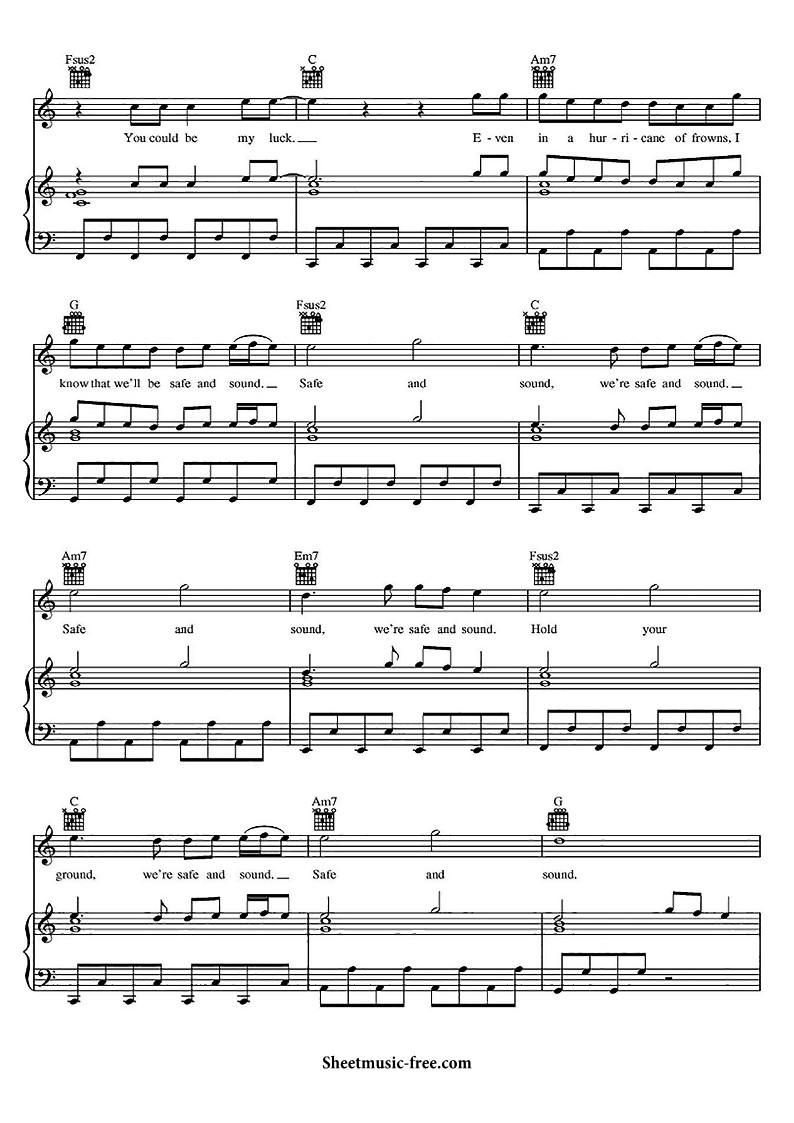 Fsus2 C Am7
You could be my luck. E - ven in a hur - ri - cane of frowns, I
G Fsus2 C
know that we'll be safe and sound. Safe and sound, we're safe and sound.
Am7 Em7 Fsus2
Safe and sound, we're safe and sound. Hold your
C Am7 G
ground, we're safe and sound. Safe and sound.
Sheetmusic-free.com